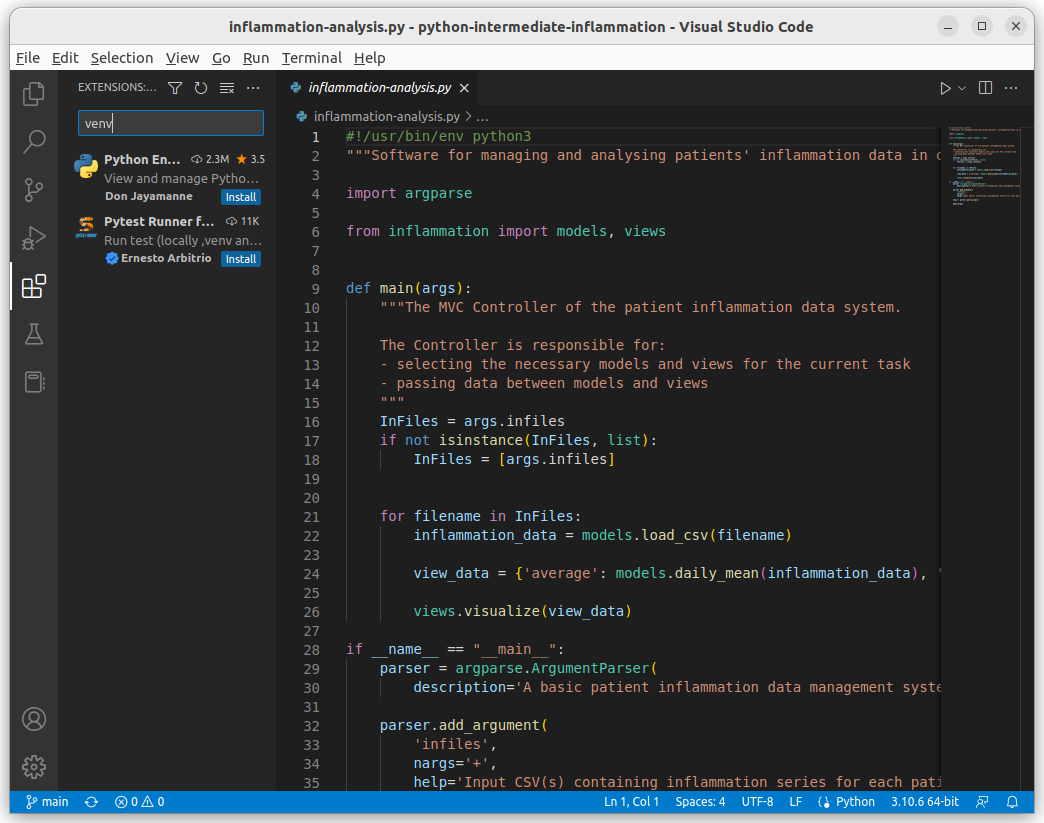 inflammation-analysis.py - python-intermediate-inflammation - Visual Studio Code
File Edit Selection View Go Run Terminal Help
EXTENSIONS:...
venv
Python En... 2.3M 3.5
View and manage Pytho...
Don Jayamanne Install
Pytest Runner f... 11K
Run test (locally ,venv an...
Ernesto Arbitrio Install
inflammation-analysis.py
inflammation-analysis.py > ...
1 #!/usr/bin/env python3
2 """Software for managing and analysing patients' inflammation data in
3
4 import argparse
5
6 from inflammation import models, views
7
8
9 def main(args):
10 """The MVC Controller of the patient inflammation data system.
11
12 The Controller is responsible for:
13 - selecting the necessary models and views for the current task
14 - passing data between models and views
15 """
16 InFiles = args.infiles
17 if not isinstance(InFiles, list):
18 InFiles = [args.infiles]
19
20
21 for filename in InFiles:
22 inflammation_data = models.load_csv(filename)
23
24 view_data = {'average': models.daily_mean(inflammation_data), '
25
26 views.visualize(view_data)
27
28 if __name__ == "__main__":
29 parser = argparse.ArgumentParser(
30 description='A basic patient inflammation data management syste
31
32 parser.add_argument(
33 'infiles',
34 nargs='+',
35 help='Input CSV(s) containing inflammation series for each pati
main 0 0 Ln 1, Col 1 Spaces: 4 UTF-8 LF Python 3.10.6 64-bit